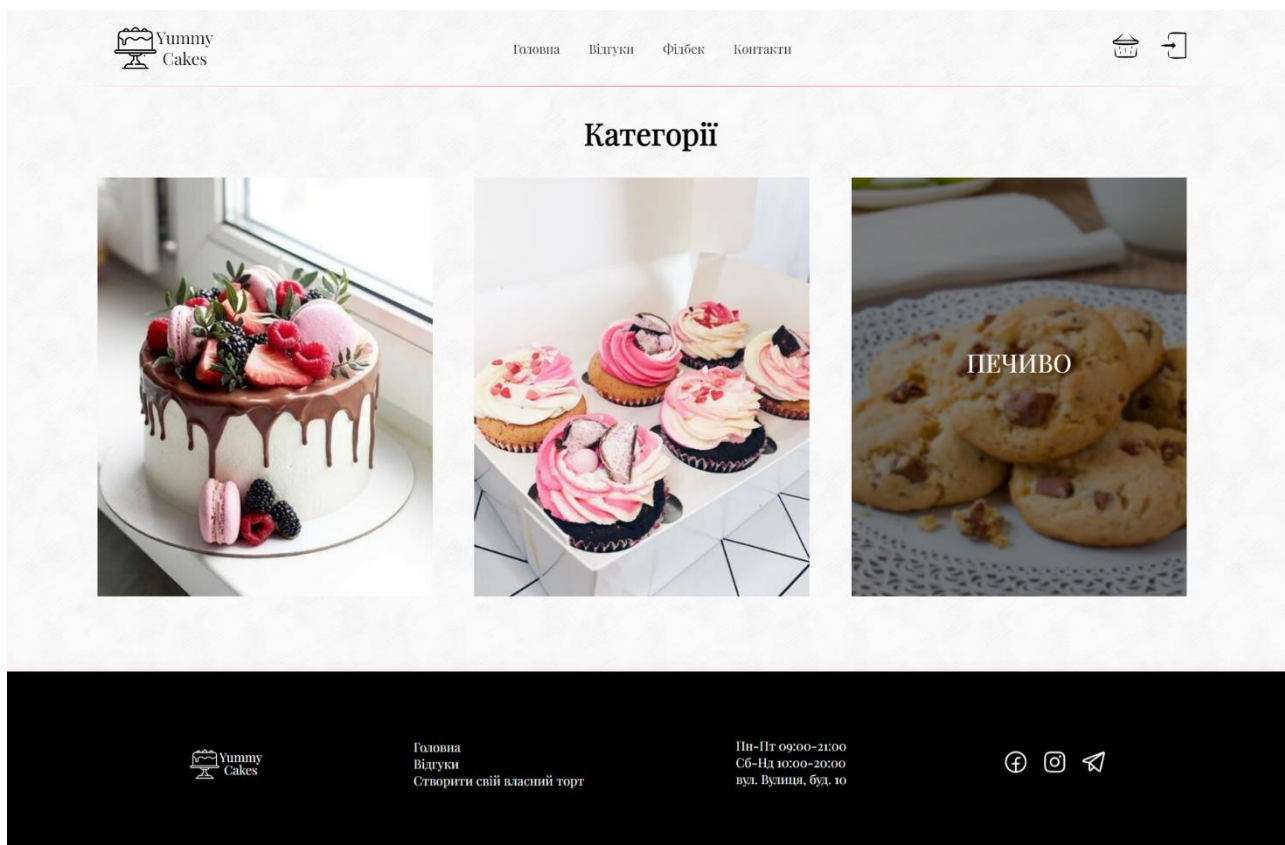 Yummy
Cakes
Головна Відгуки Фідбек Контакти
Категорії
ПЕЧИВО
Yummy
Cakes
Головна
Відгуки
Створити свій власний торт
Пн-Пт 09:00-21:00
Сб-Нд 10:00-20:00
вул. Вулиця, буд. 10